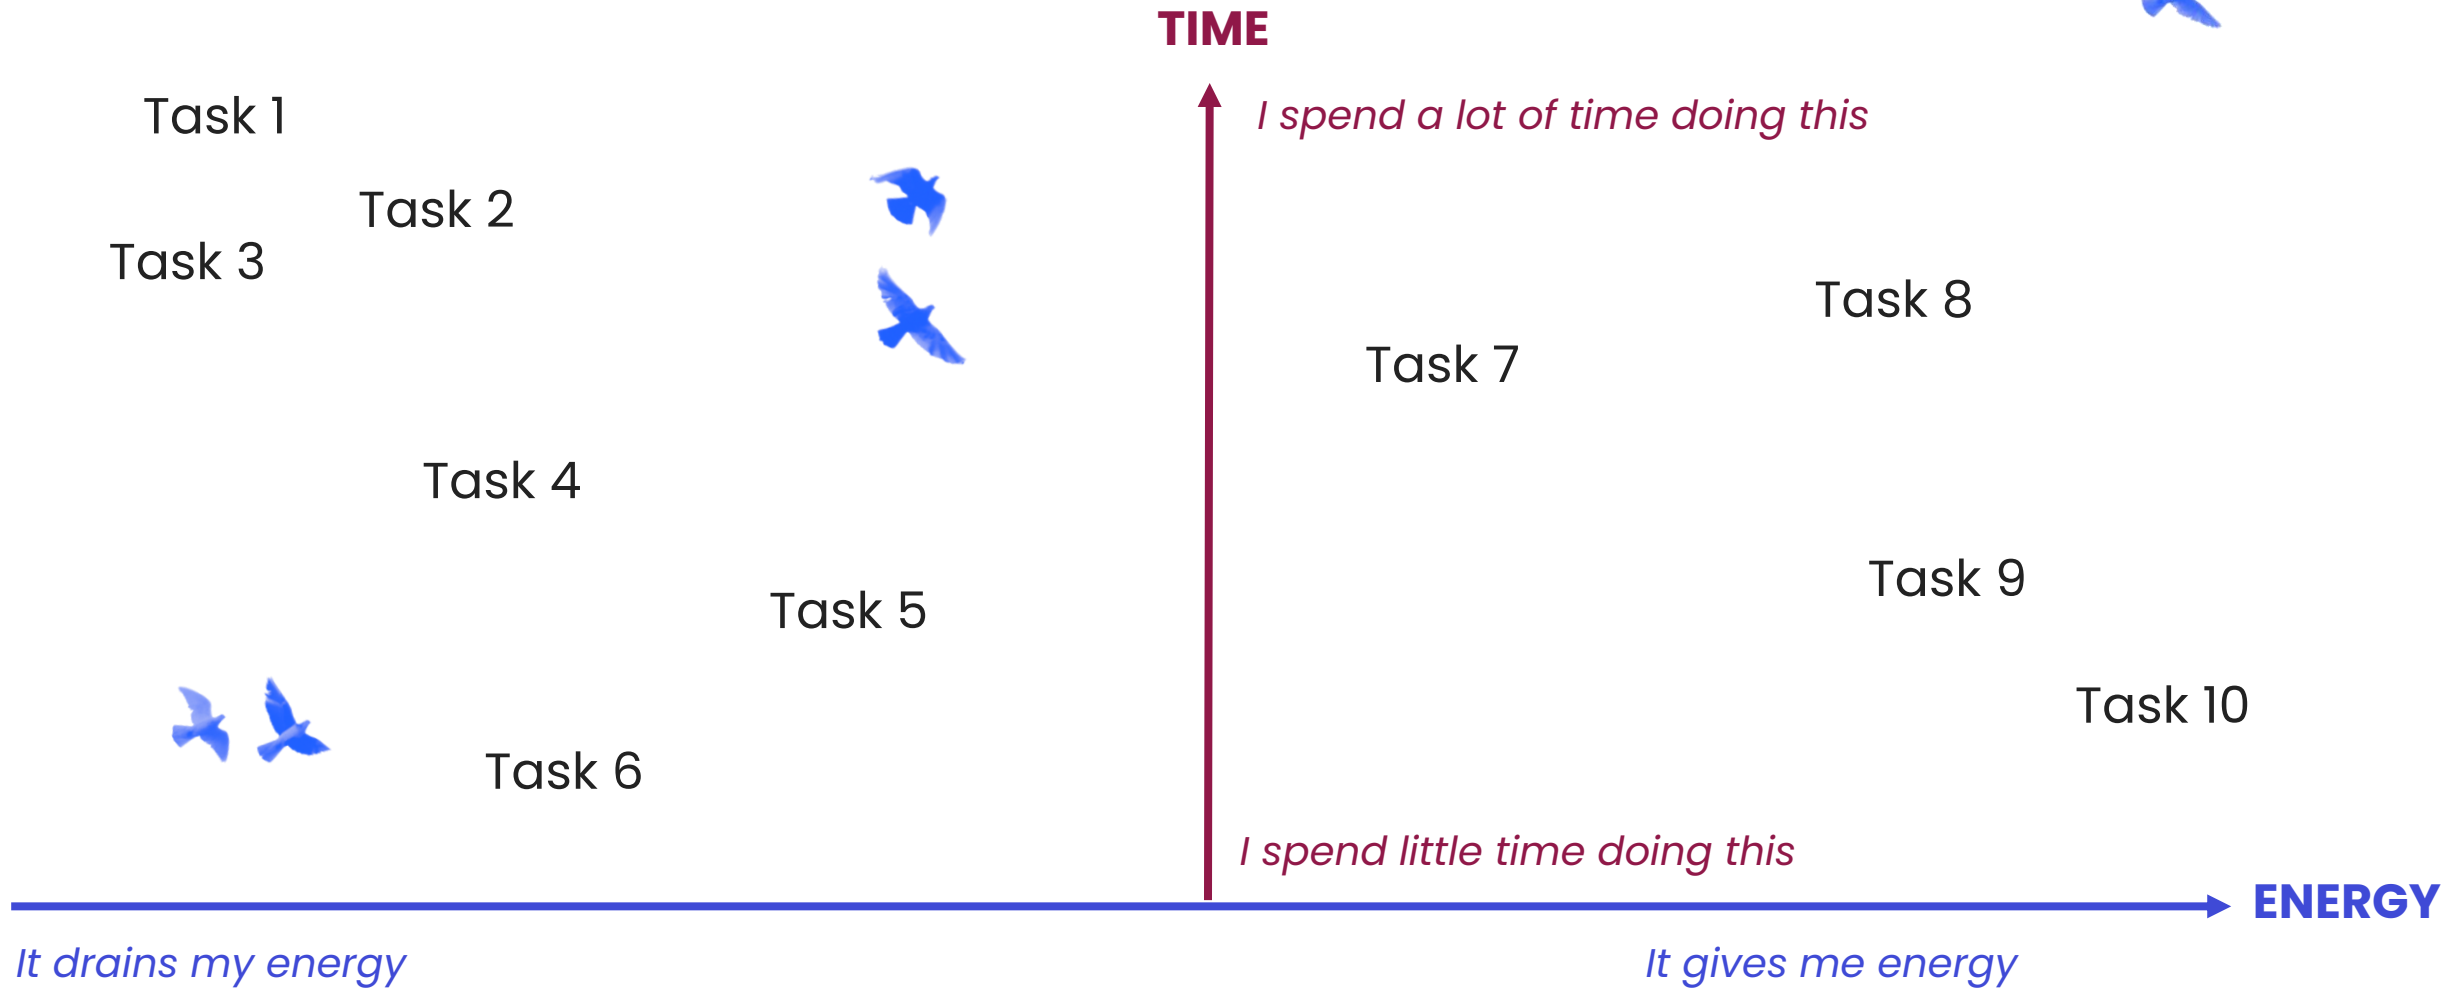 TIME
Task 1
I spend a lot of time doing this
Task 2
Task 3
Task 8
Task 7
Task 4
Task 9
Task 5
Task 10
Task 6
I spend little time doing this
ENERGY
It drains my energy
It gives me energy